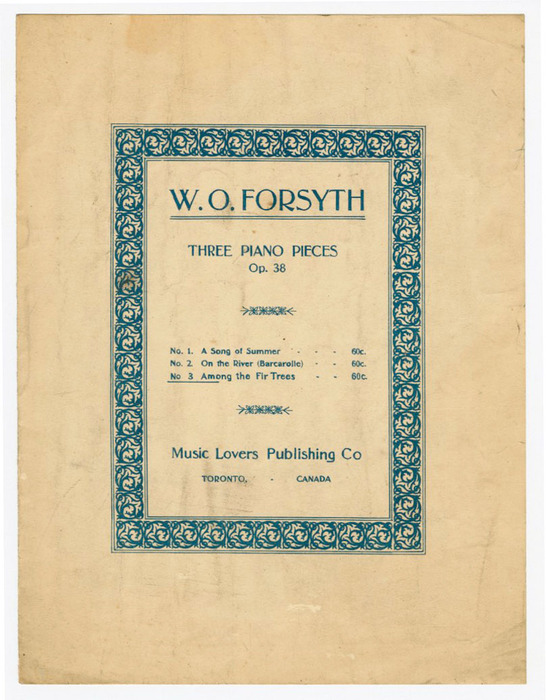 W. O. FORSYTH
THREE PIANO PIECES
Op. 38
No. 1. A Song of Summer - - - 60c.
No. 2. On the River (Barcarolle) - - 60c.
No 3 Among the Fir Trees - - 60c.
Music Lovers Publishing Co
TORONTO, - CANADA